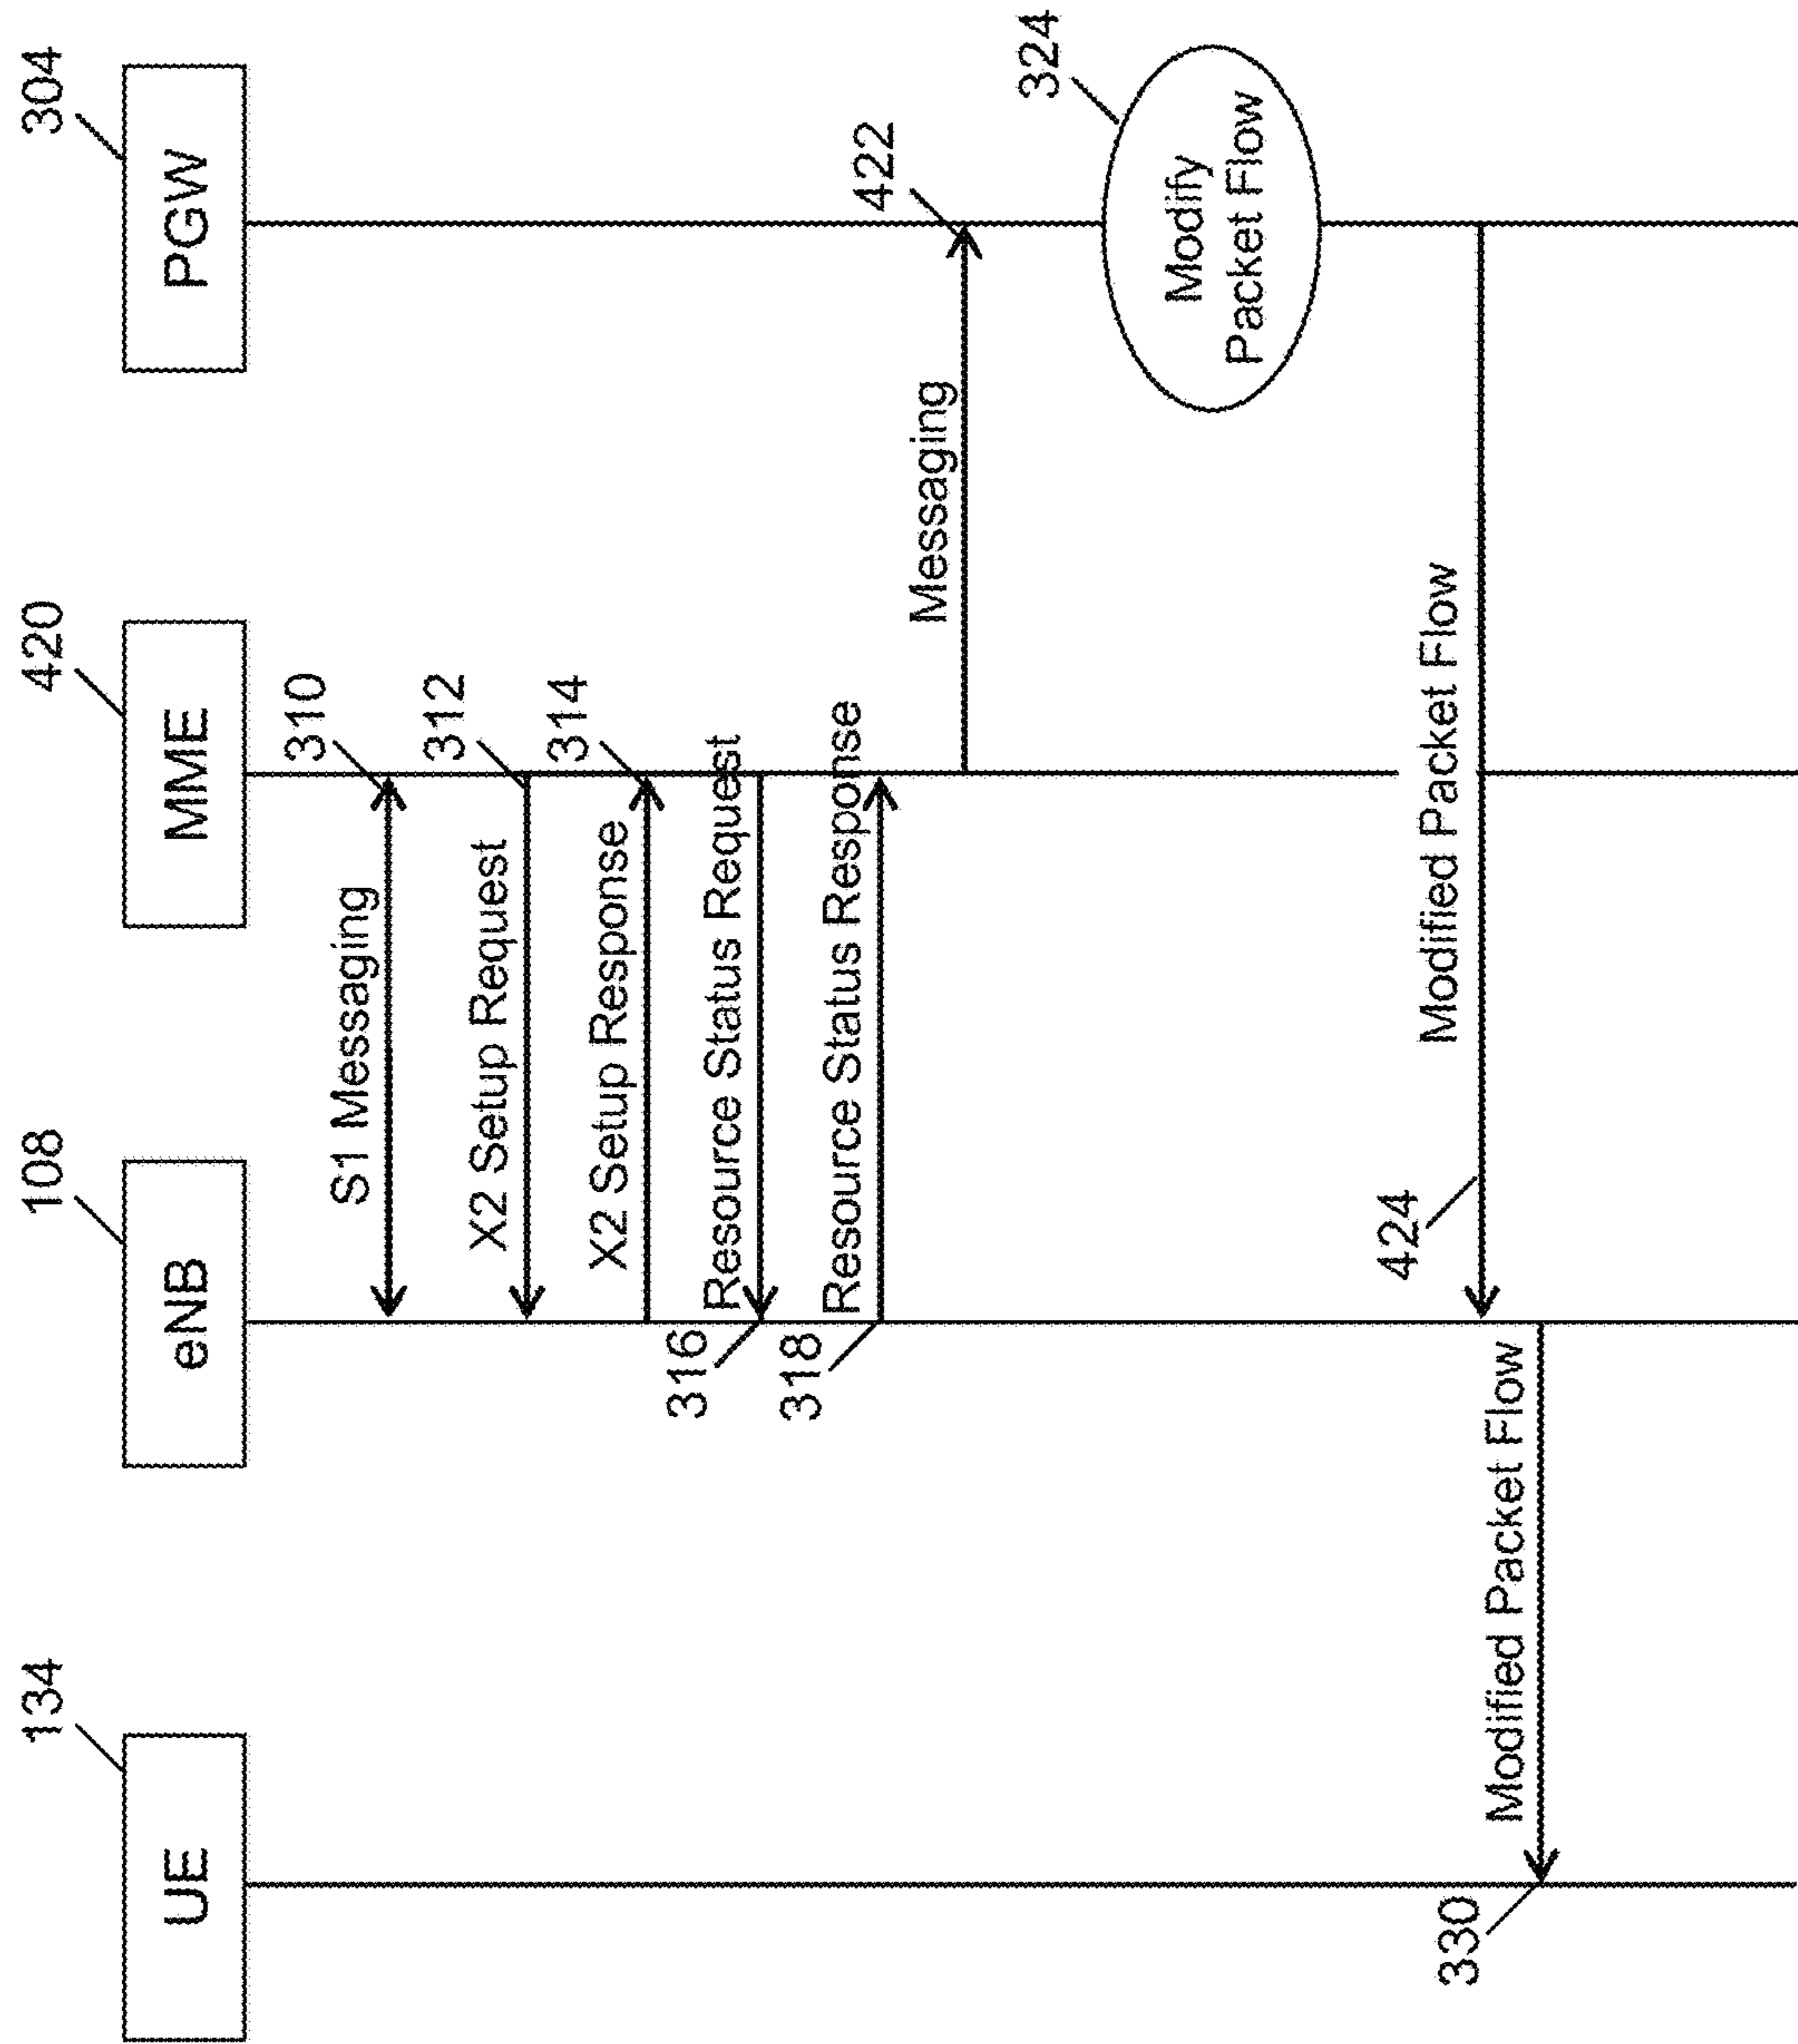 UE
134
eNB
108
MME
420
PGW
304
S1 Messaging
310
X2 Setup Request
312
X2 Setup Response
314
Resource Status Request
316
Resource Status Response
318
Messaging
422
Modify
Packet Flow
324
Modified Packet Flow
424
Modified Packet Flow
330